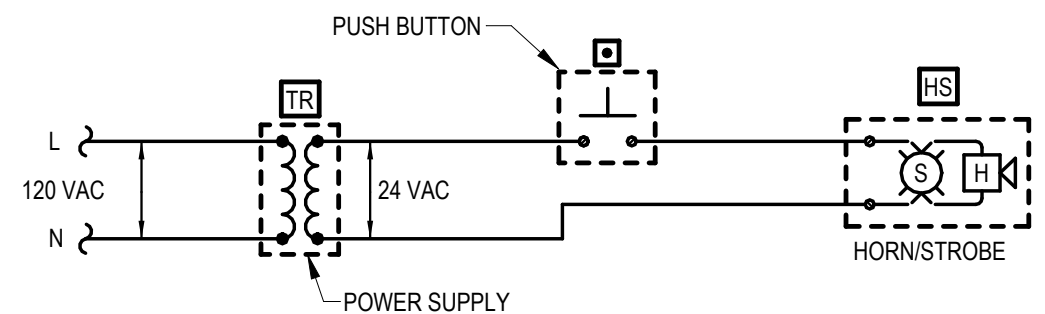 PUSH BUTTON
TR
HS
L
120 VAC
24 VAC
S
H
N
HORN/STROBE
POWER SUPPLY